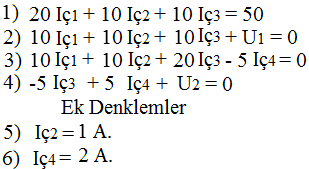 1) 20 Iç1 + 10 Iç2 + 10 Iç3 = 50
2) 10 Iç1 + 10 Iç2 + 10 Iç3 + U1 = 0
3) 10 Iç1 + 10 Iç2 + 20 Iç3 - 5 Iç4 = 0
4) -5 Iç3 + 5 Iç4 + U2 = 0
Ek Denklemler
5) Iç2 = 1 A.
6) Iç4 = 2 A.